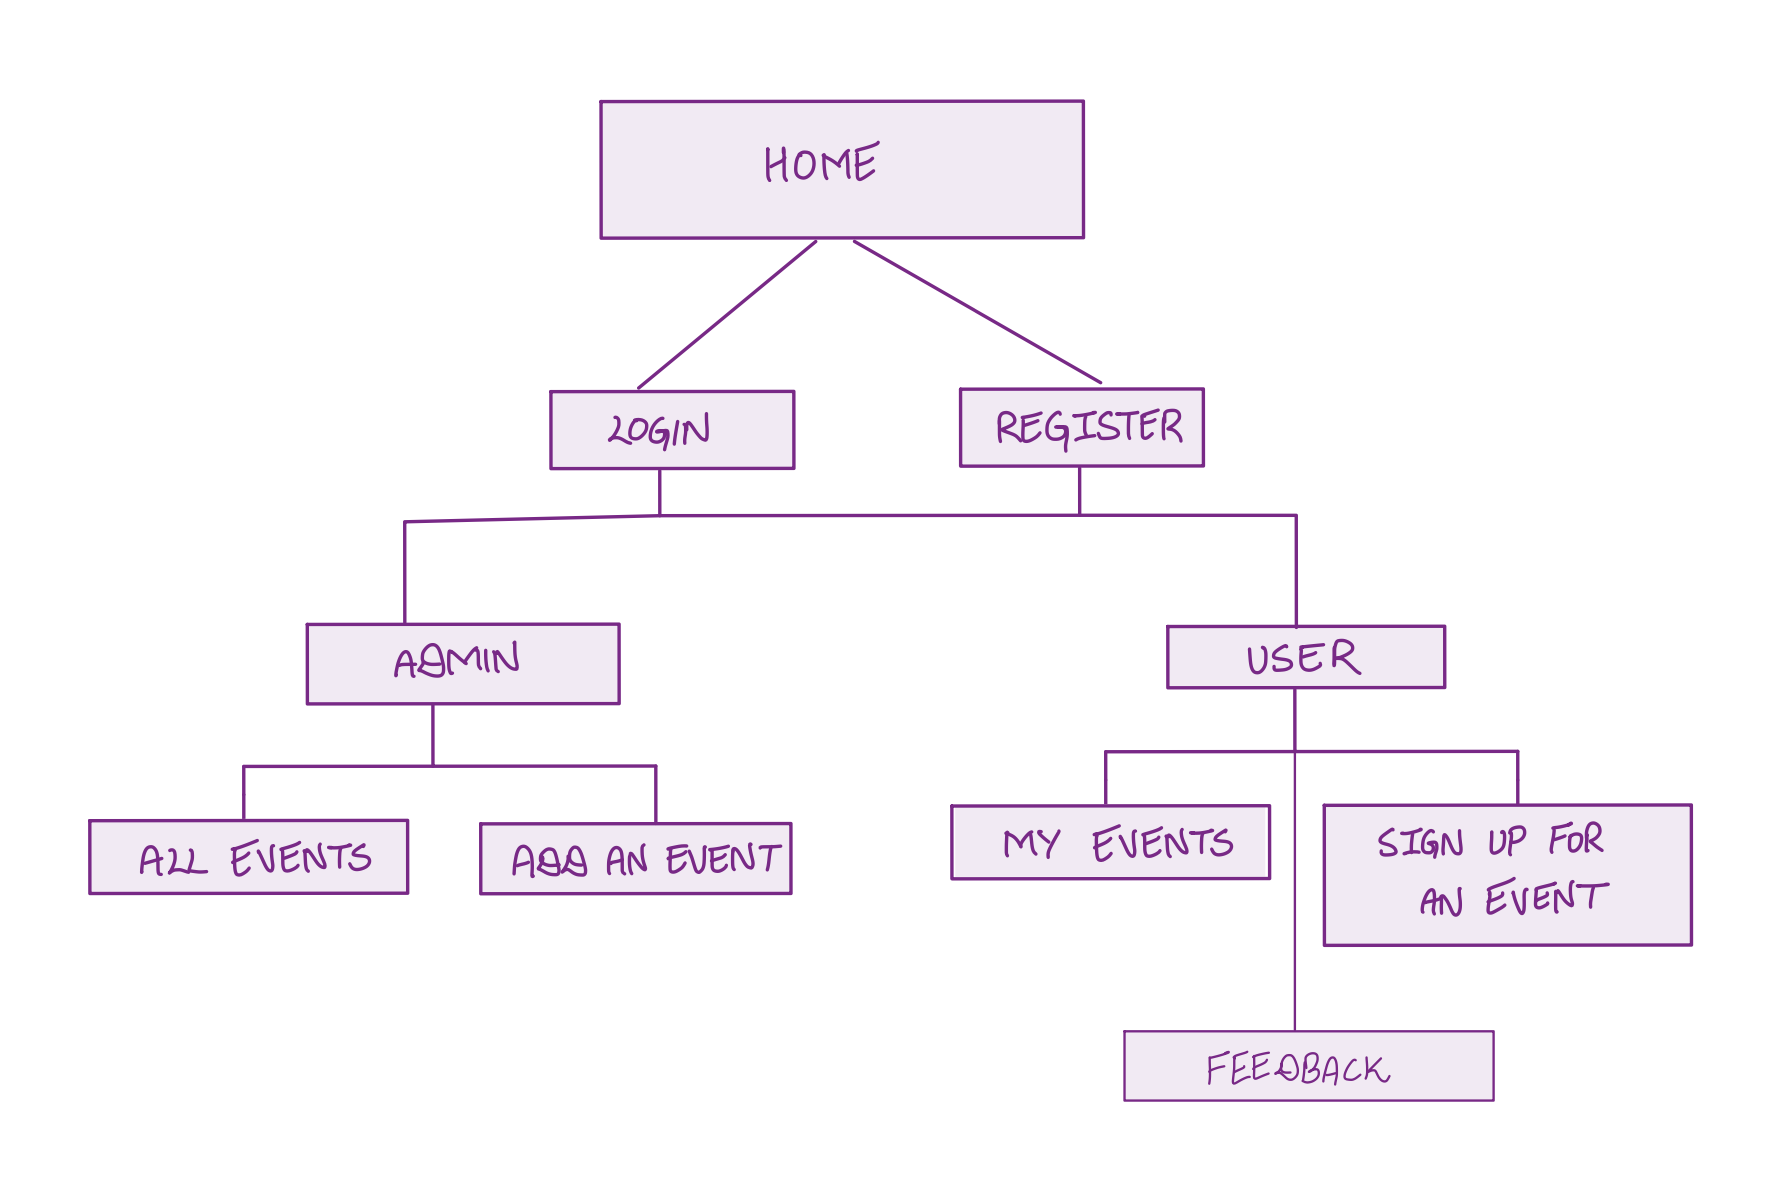 HOME
LOGIN
REGISTER
ADMIN
USER
ALL EVENTS
ADD AN EVENT
MY EVENTS
SIGN UP FOR
AN EVENT
FEEDBACK